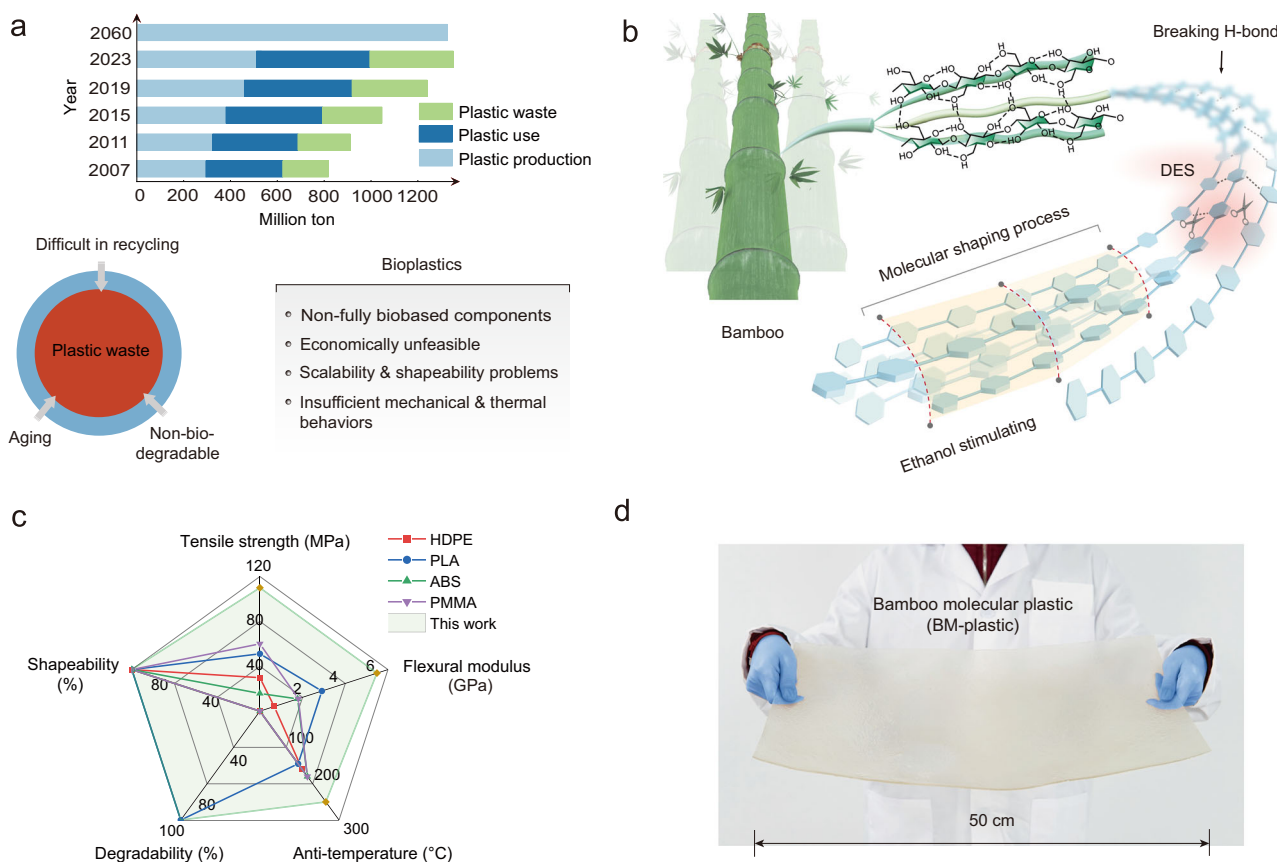 a
Year
2060
2023
2019
2015
2011
2007
Plastic waste
Plastic use
Plastic production
0 200 400 600 800 1000 1200
Million ton
Difficult in recycling
Plastic waste
Aging
Non-bio-
degradable
Bioplastics
Non-fully biobased components
Economically unfeasible
Scalability & shapeability problems
Insufficient mechanical & thermal
behaviors
b
Breaking H-bond
DES
Molecular shaping process
Bamboo
Ethanol stimulating
c
Tensile strength (MPa)
120
80
40
HDPE
PLA
ABS
PMMA
This work
Shapeability
(%)
80
40
2
4
6
Flexural modulus
(GPa)
40
80
100
Degradability (%)
100
200
300
Anti-temperature (°C)
d
Bamboo molecular plastic
(BM-plastic)
50 cm